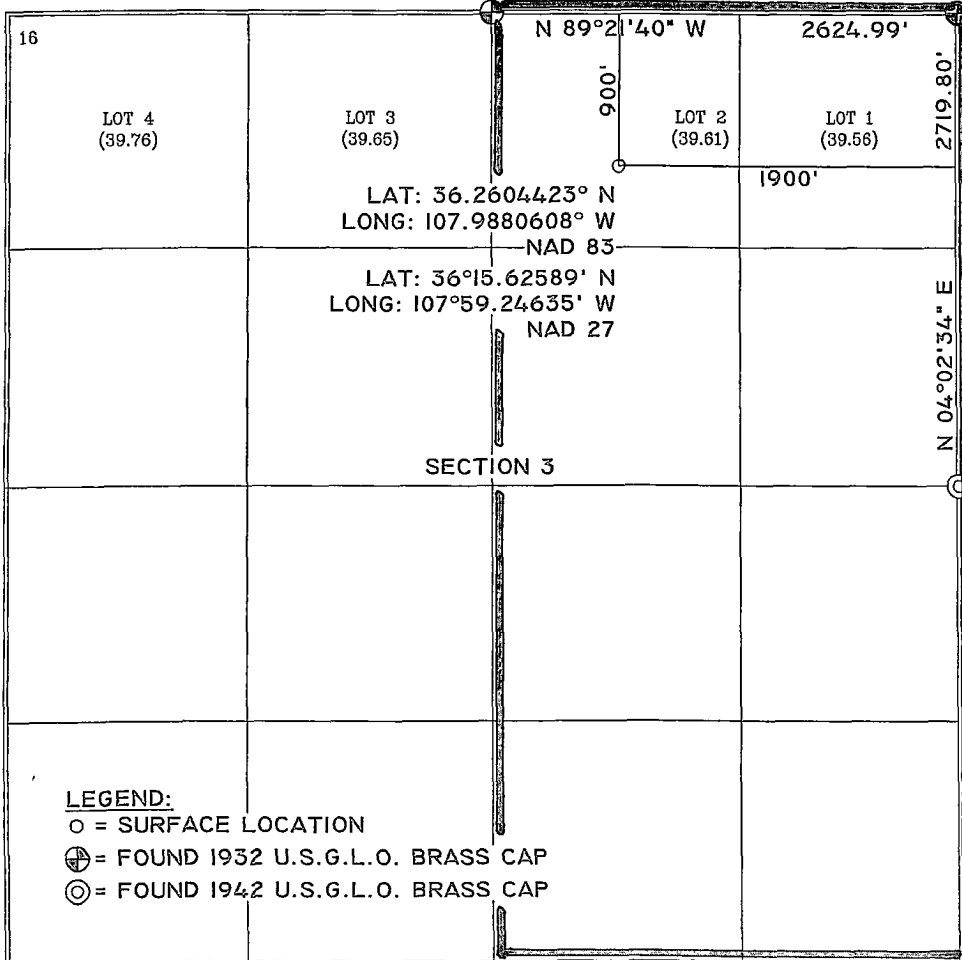 N 89°21'40" W 2624.99'
16
900'
2719.80'
LOT 4
(39.76)
LOT 3
(39.65)
LOT 2
(39.61)
LOT 1
(39.56)
1900'
LAT: 36.2604423° N
LONG: 107.9880608° W
NAD 83
LAT: 36°15.62589' N
LONG: 107°59.24635' W
NAD 27
N 04°02'34" E
SECTION 3
LEGEND:
○ = SURFACE LOCATION
= FOUND 1932 U.S.G.L.O. BRASS CAP
◎ = FOUND 1942 U.S.G.L.O. BRASS CAP